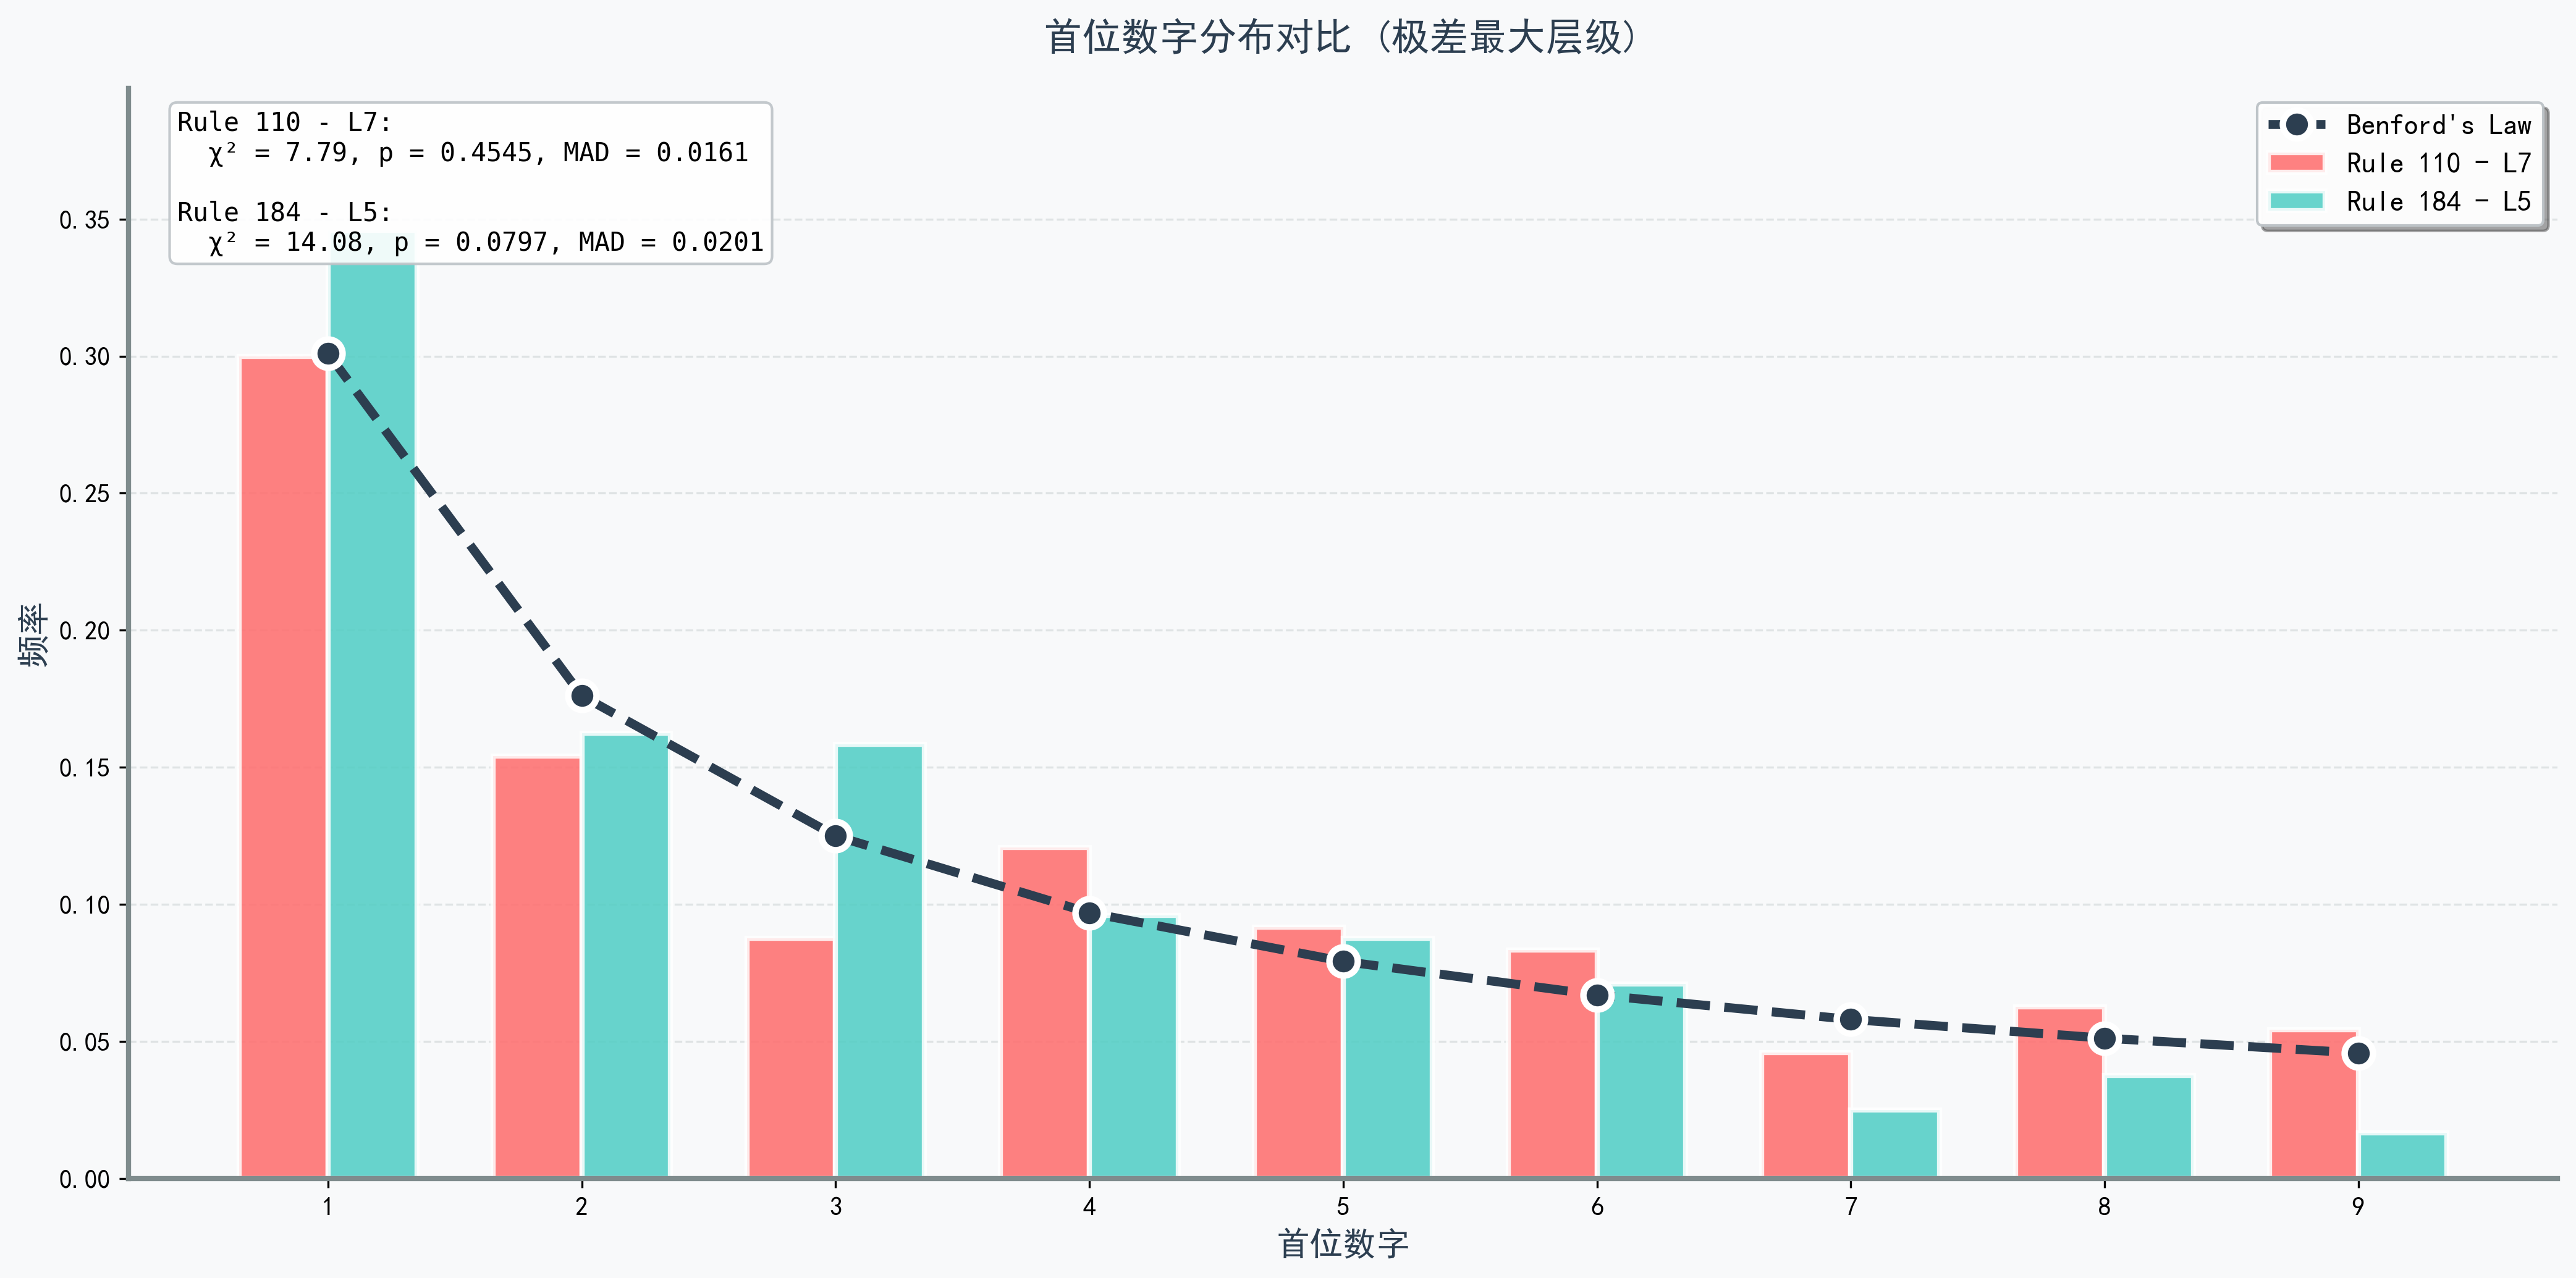 首位数字分布对比（极差最大层级）
Rule 110 - L7:
χ² = 7.79, p = 0.4545, MAD = 0.0161
Rule 184 - L5:
χ² = 14.08, p = 0.0797, MAD = 0.0201
Benford's Law
Rule 110 - L7
Rule 184 - L5
频率
0.35
0.30
0.25
0.20
0.15
0.10
0.05
0.00
1 2 3 4 5 6 7 8 9
首位数字